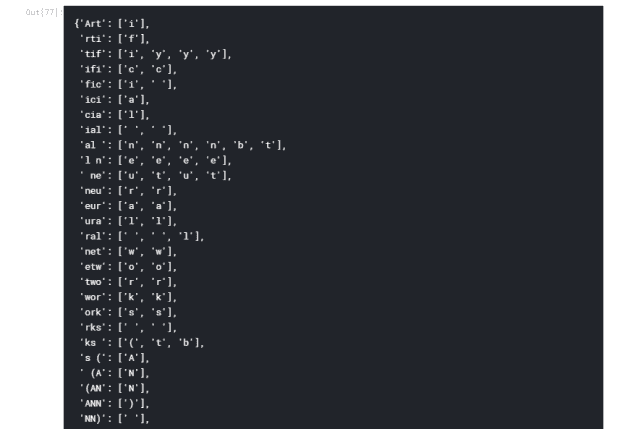 Out[77]:
{'Art': ['i'],
 'rti': ['f'],
 'tif': ['i', 'y', 'y', 'y'],
 'ifi': ['c', 'c'],
 'fic': ['i', ' '],
 'ici': ['a'],
 'cia': ['l'],
 'ial': [' ', ' '],
 'al ': ['n', 'n', 'n', 'n', 'b', 't'],
 'l n': ['e', 'e', 'e', 'e'],
 ' ne': ['u', 't', 'u', 't'],
 'neu': ['r', 'r'],
 'eur': ['a', 'a'],
 'ura': ['l', 'l'],
 'ral': [' ', ' ', 'l'],
 'net': ['w', 'w'],
 'etw': ['o', 'o'],
 'two': ['r', 'r'],
 'wor': ['k', 'k'],
 'ork': ['s', 's'],
 'rks': [' ', ' '],
 'ks ': ['(', 't', 'b'],
 's (': ['A'],
 ' (A': ['N'],
 '(AN': ['N'],
 'ANN': [')'],
 'NN)': [' '],